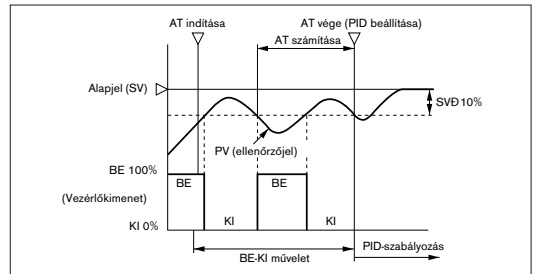 AT indítása
AT vége (PID beállítása)
AT számítása
Alapjel (SV)
SVĐ10%
PV (ellenőrzőjel)
BE 100%
BE
BE
(Vezérlőkimenet)
KI
KI
KI 0%
BE-KI művelet
PID-szabályozás